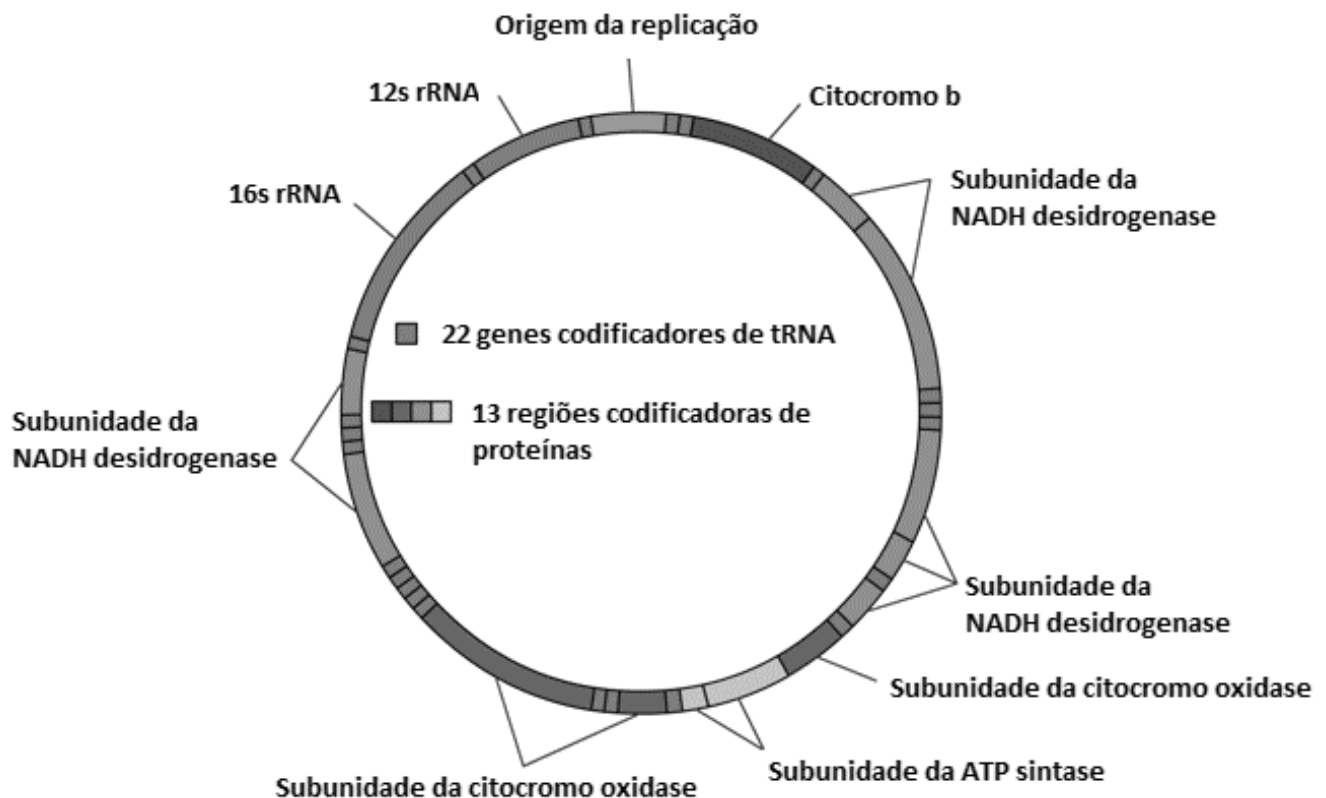 Origem da replicação
12s rRNA
Citocromo b
16s rRNA
Subunidade da
NADH desidrogenase
22 genes codificadores de tRNA
13 regiões codificadoras de
proteínas
Subunidade da
NADH desidrogenase
Subunidade da
NADH desidrogenase
Subunidade da citocromo oxidase
Subunidade da ATP sintase
Subunidade da citocromo oxidase